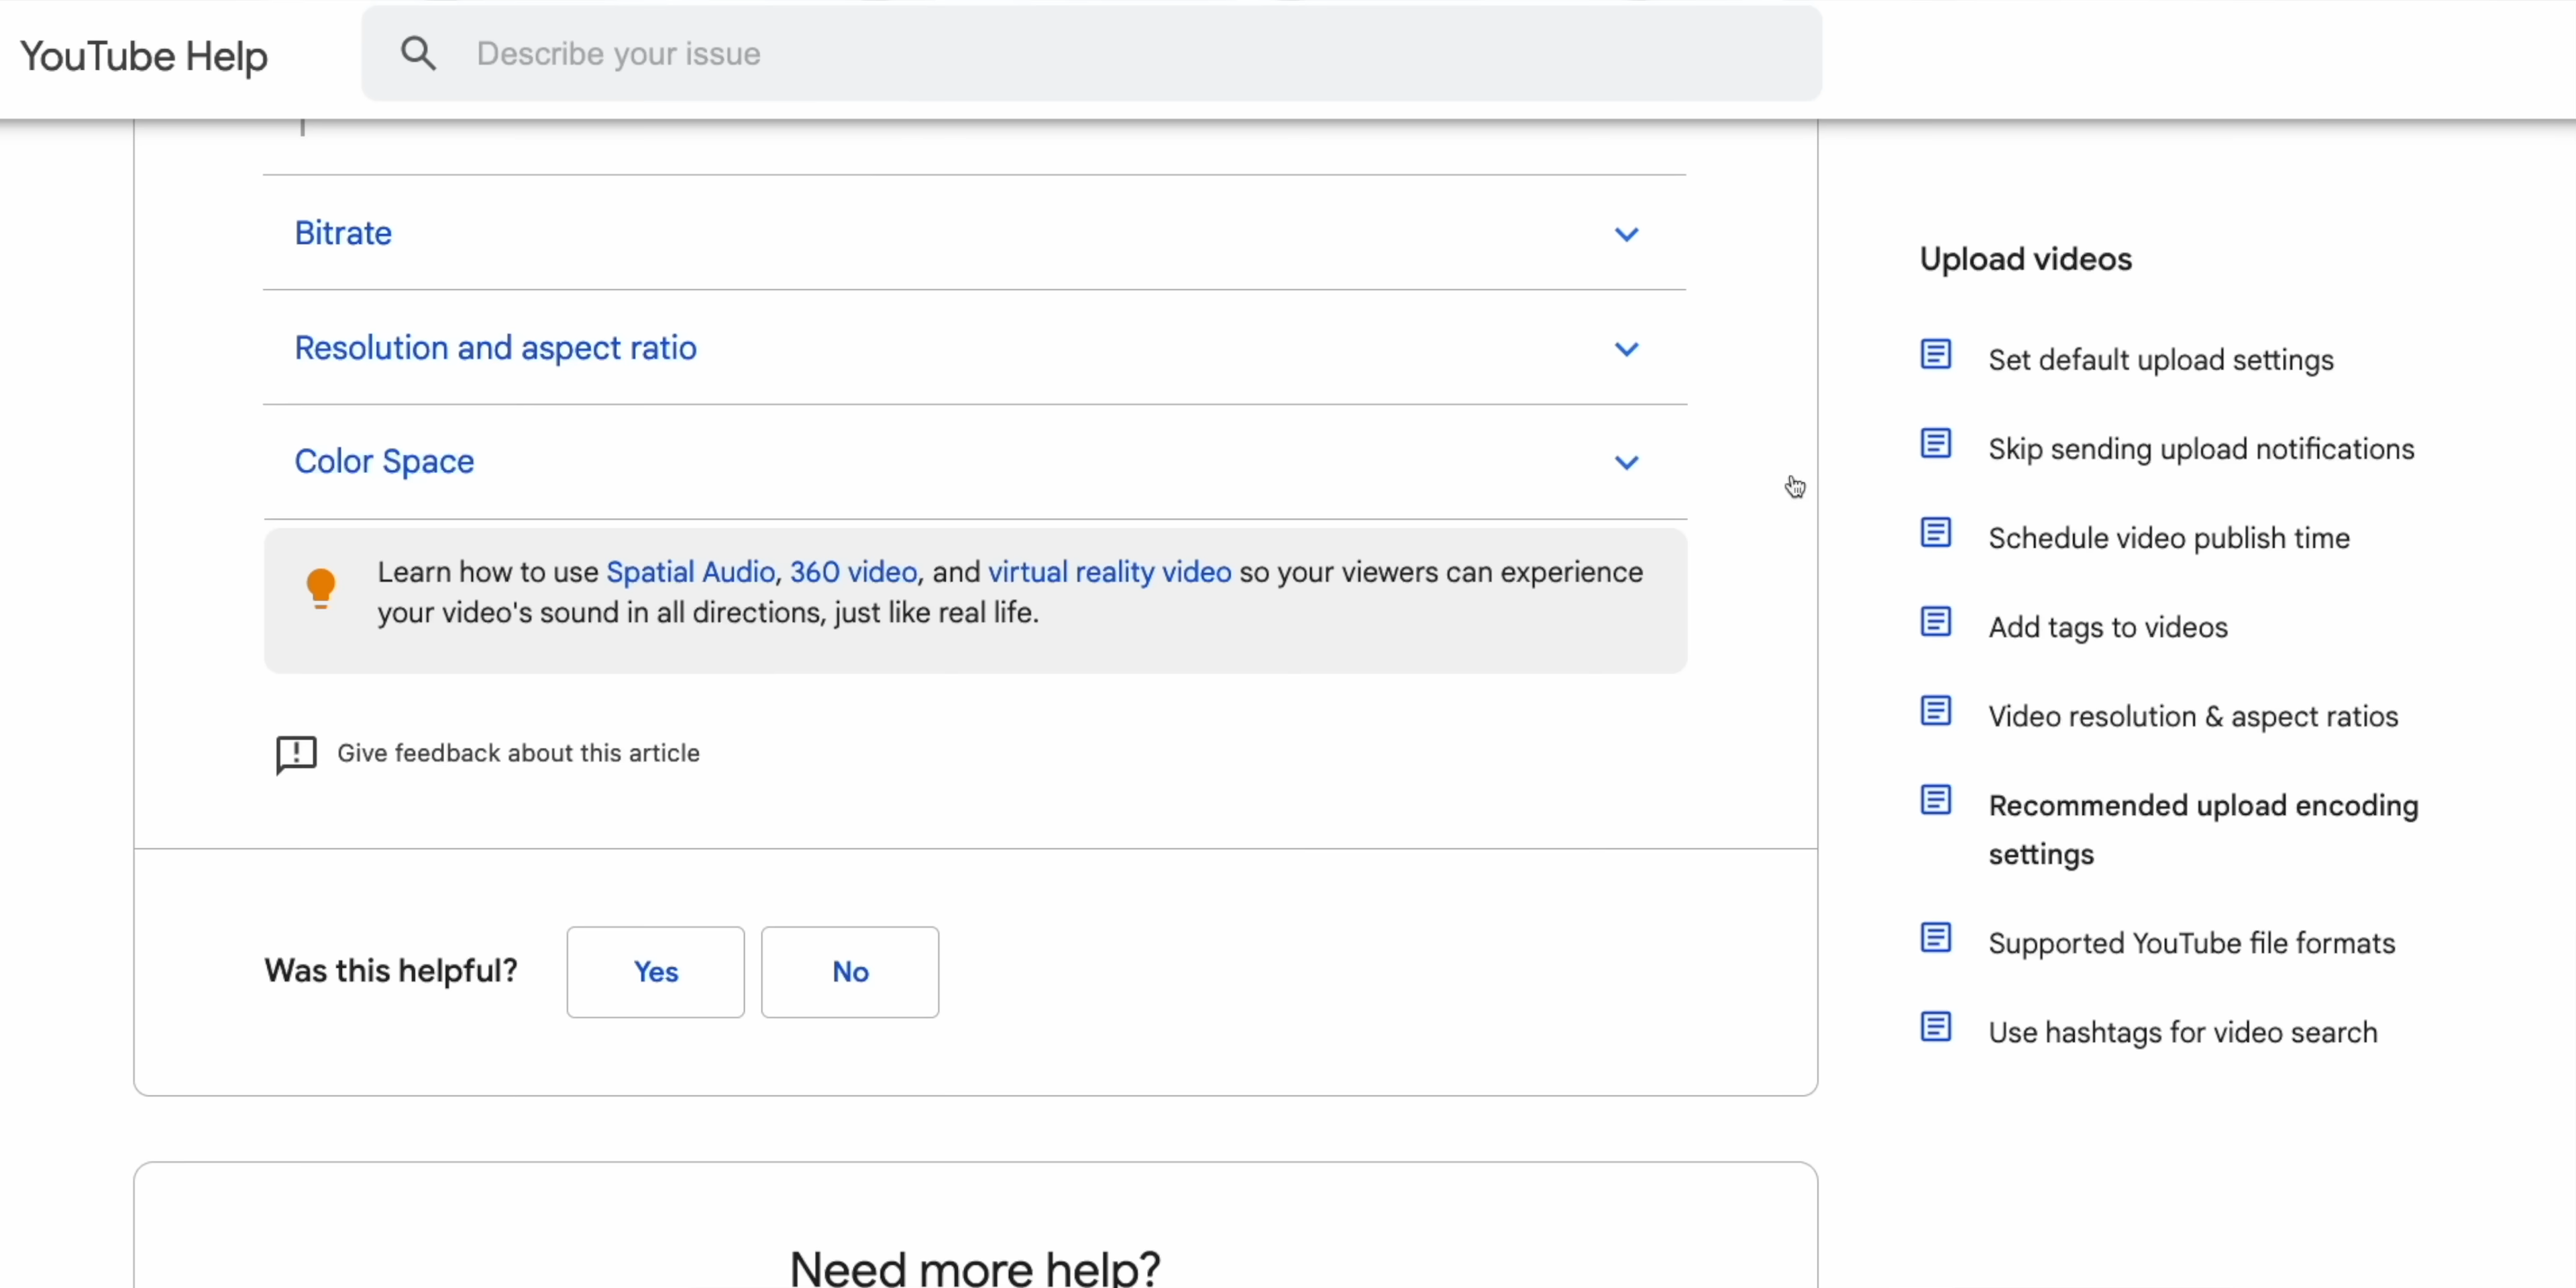 YouTube Help
Describe your issue
Bitrate
Resolution and aspect ratio
Color Space
Learn how to use Spatial Audio, 360 video, and virtual reality video so your viewers can experience
your video's sound in all directions, just like real life.
Give feedback about this article
Was this helpful?
Yes
No
Need more help?
Upload videos
Set default upload settings
Skip sending upload notifications
Schedule video publish time
Add tags to videos
Video resolution & aspect ratios
Recommended upload encoding
settings
Supported YouTube file formats
Use hashtags for video search